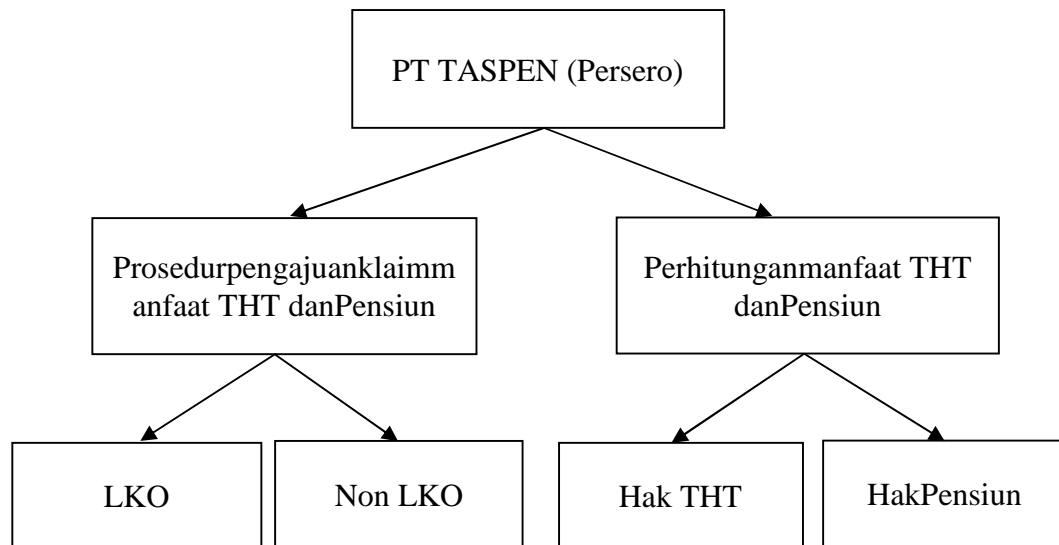 PT TASPEN (Persero)
Prosedurpengajuanklaimm
anfaat THT danPensiun
Perhitunganmanfaat THT
danPensiun
LKO
Non LKO
Hak THT
HakPensiun